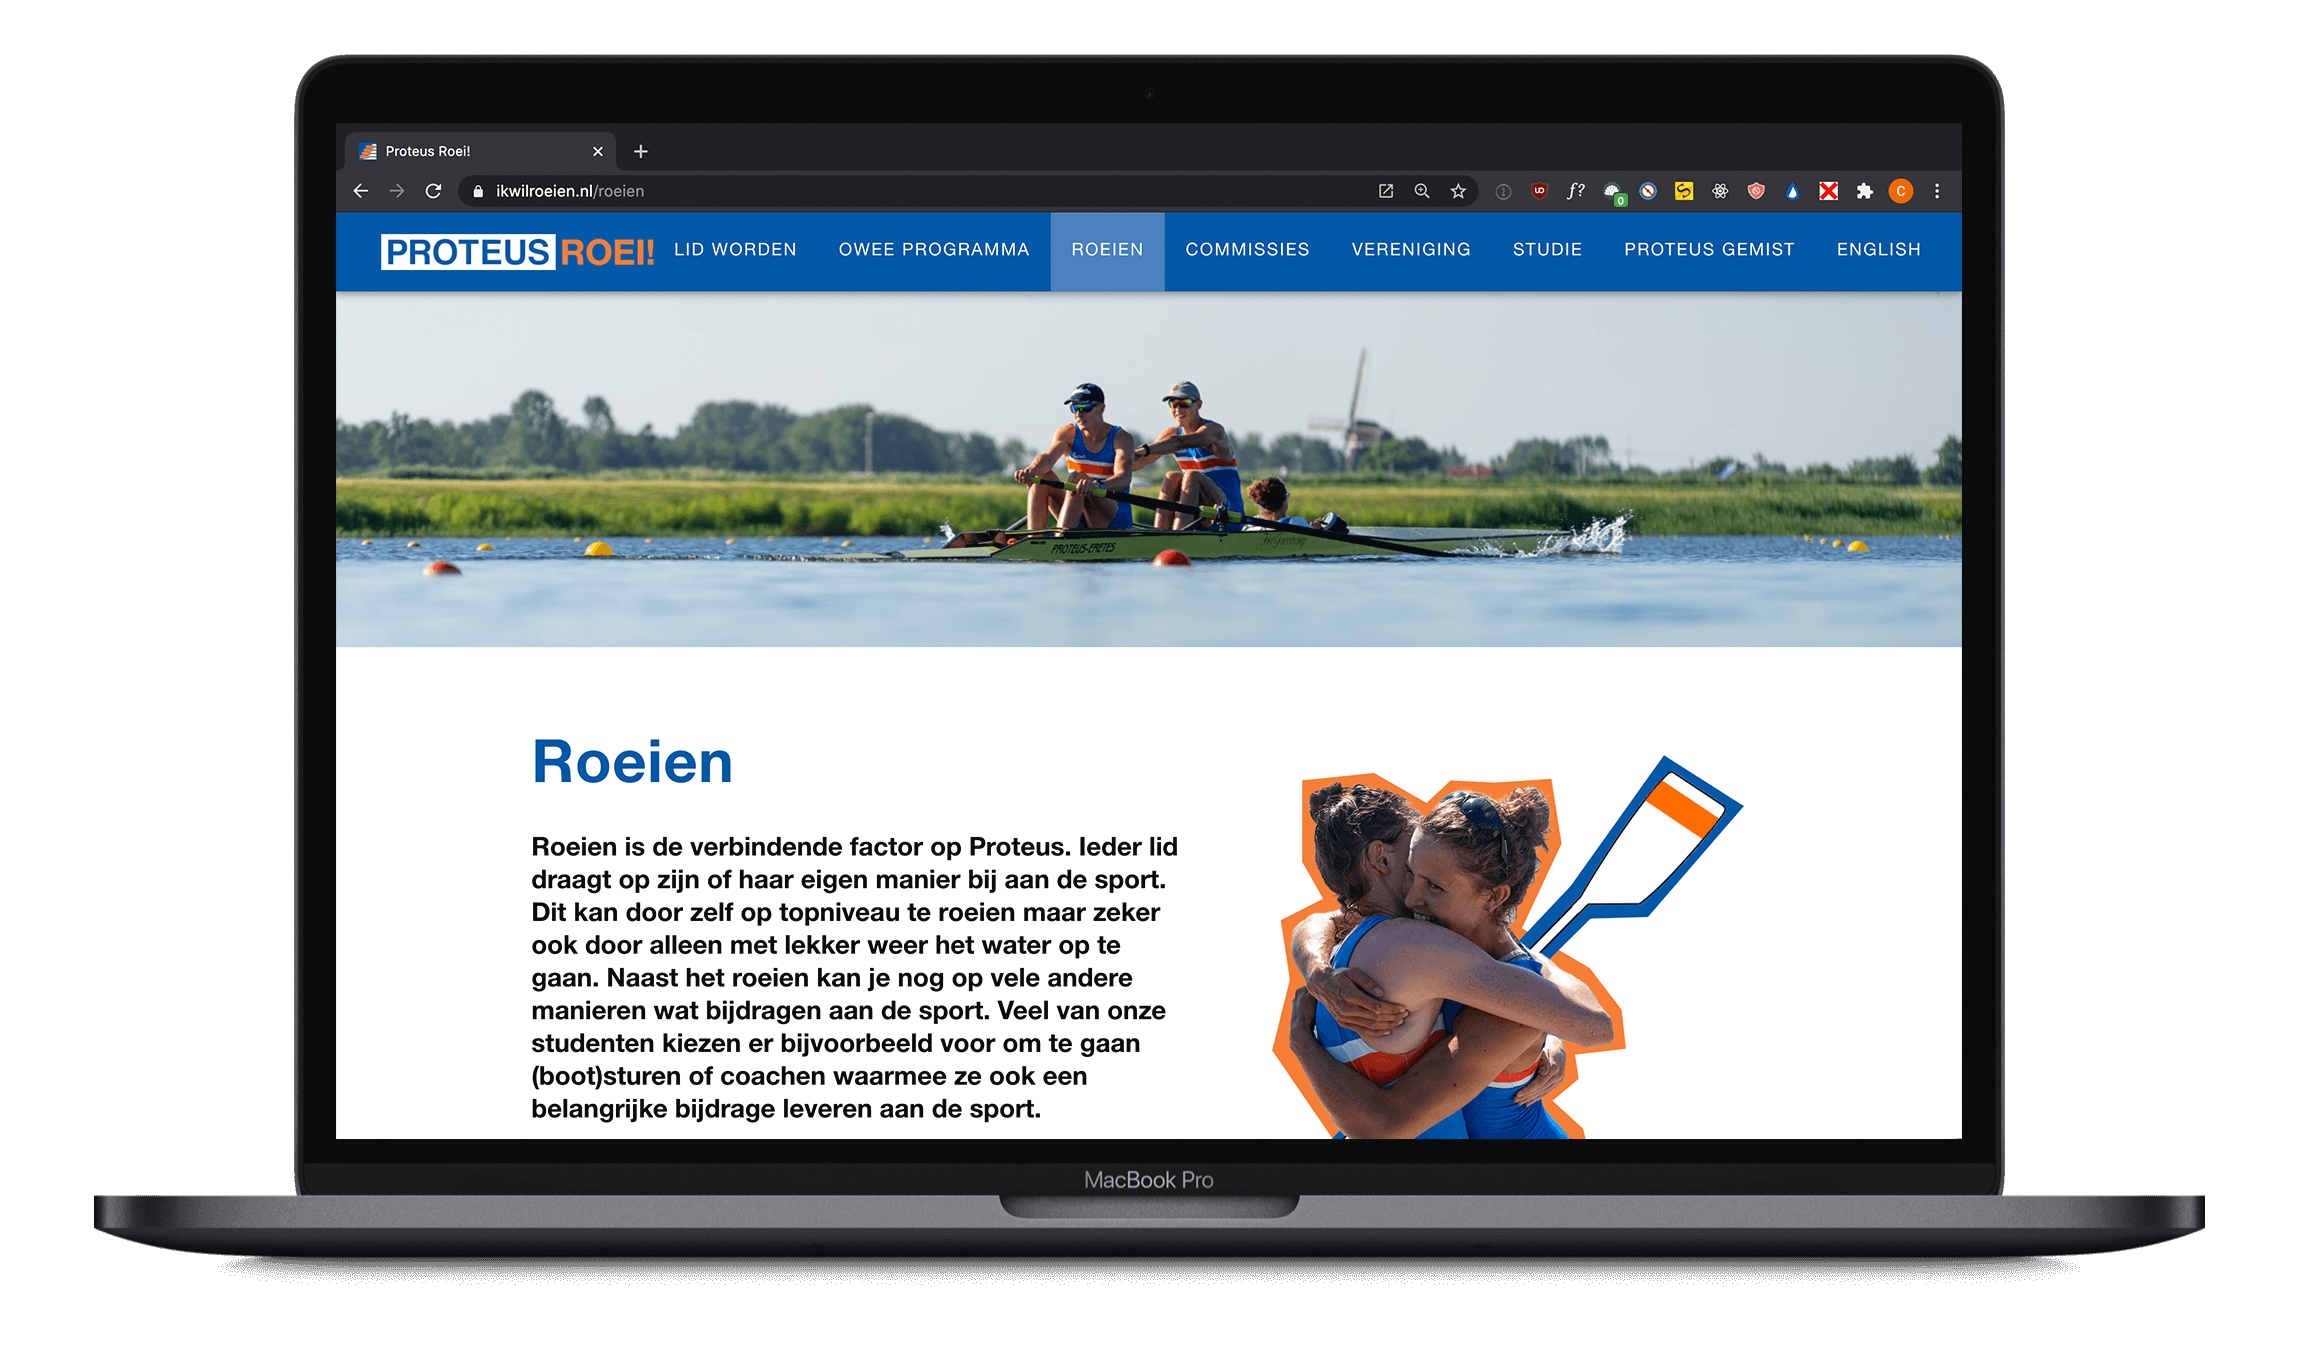 Proteus Roei!
ikwilroeien.nl/roeien
UD
f?
0
C
PROTEUS ROEI! LID WORDEN OWEE PROGRAMMA ROEIEN COMMISSIES VERENIGING STUDIE PROTEUS GEMIST ENGLISH
PROTEUS-ERETES
Roeien
Roeien is de verbindende factor op Proteus. Ieder lid
draagt op zijn of haar eigen manier bij aan de sport.
Dit kan door zelf op topniveau te roeien maar zeker
ook door alleen met lekker weer het water op te
gaan. Naast het roeien kan je nog op vele andere
manieren wat bijdragen aan de sport. Veel van onze
studenten kiezen er bijvoorbeeld voor om te gaan
(boot)sturen of coachen waarmee ze ook een
belangrijke bijdrage leveren aan de sport.
MacBook Pro